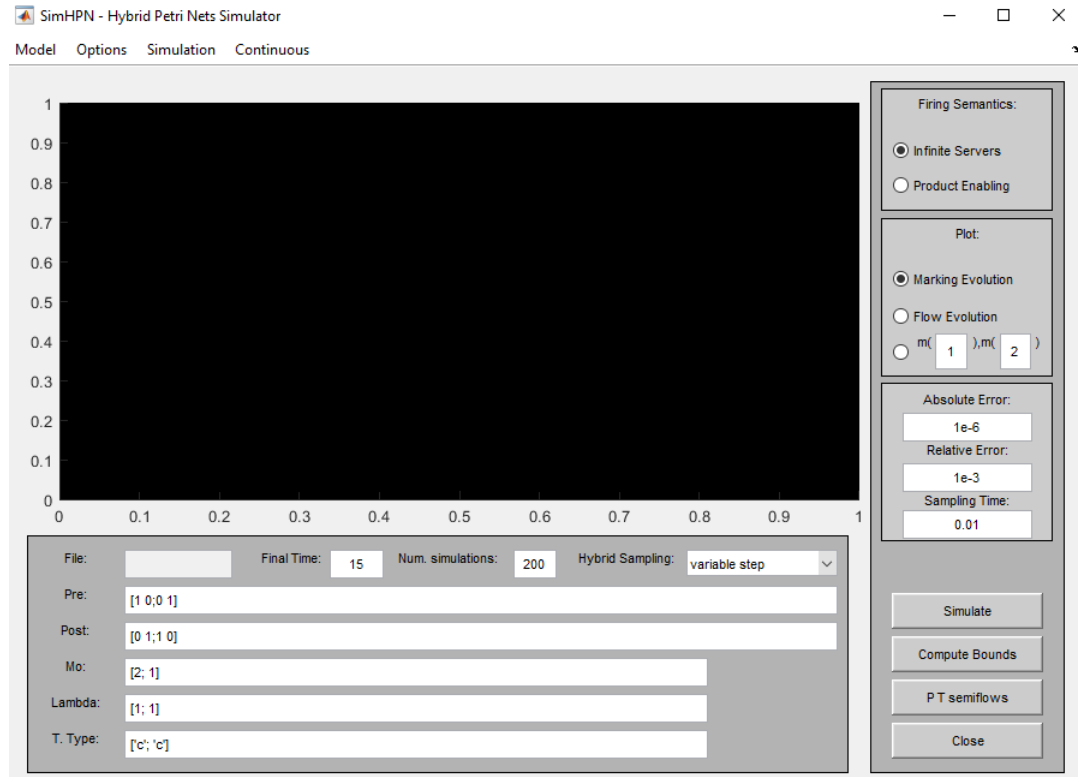 SimHPN - Hybrid Petri Nets Simulator
Model Options Simulation Continuous
1
0.9
0.8
0.7
0.6
0.5
0.4
0.3
0.2
0.1
0
0 0.1 0.2 0.3 0.4 0.5 0.6 0.7 0.8 0.9 1
Firing Semantics:
Infinite Servers
Product Enabling
Plot:
Marking Evolution
Flow Evolution
m( 1 ),m( 2 )
Absolute Error:
1e-6
Relative Error:
1e-3
Sampling Time:
0.01
File: Final Time: 15 Num. simulations: 200 Hybrid Sampling: variable step
Pre: [1 0;0 1]
Post: [0 1;1 0]
Mo: [2; 1]
Lambda: [1; 1]
T. Type: ['c'; 'c']
Simulate
Compute Bounds
P T semiflows
Close